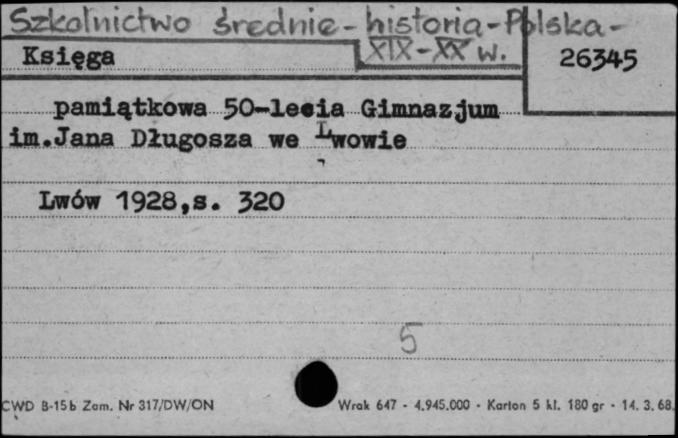 Szkolnictwo średnie - historia - Polska -
XIX - XX w.
Księga
26345
pamiątkowa 50-lecia Gimnazjum
im.Jana Długosza we Lwowie
Lwów 1928,s. 320
5
CWD B-15b Zam. Nr 317/DW/ON Wrak 647 - 4.945.000 - Karton 5 kl. 180 gr - 14. 3. 68.